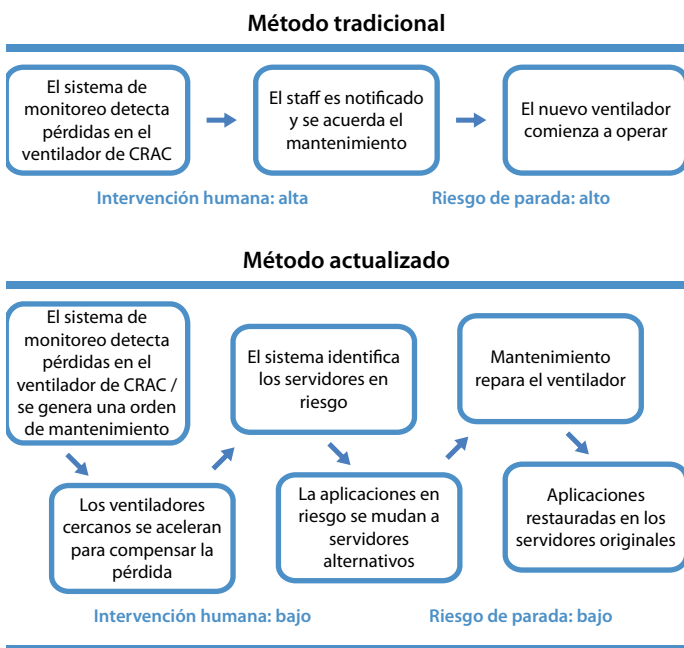 Método tradicional
El sistema de
monitoreo detecta
pérdidas en el
ventilador de CRAC
El staff es notificado
y se acuerda el
mantenimiento
El nuevo ventilador
comienza a operar
Intervención humana: alta
Riesgo de parada: alto
Método actualizado
El sistema de
monitoreo detecta
pérdidas en el
ventilador de CRAC /
se genera una orden
de mantenimiento
Los ventiladores
cercanos se aceleran
para compensar la
pérdida
El sistema identifica
los servidores en
riesgo
La aplicaciones en
riesgo se mudan a
servidores
alternativos
Mantenimiento
repara el ventilador
Aplicaciones
restauradas en los
servidores originales
Intervención humana: bajo
Riesgo de parada: bajo